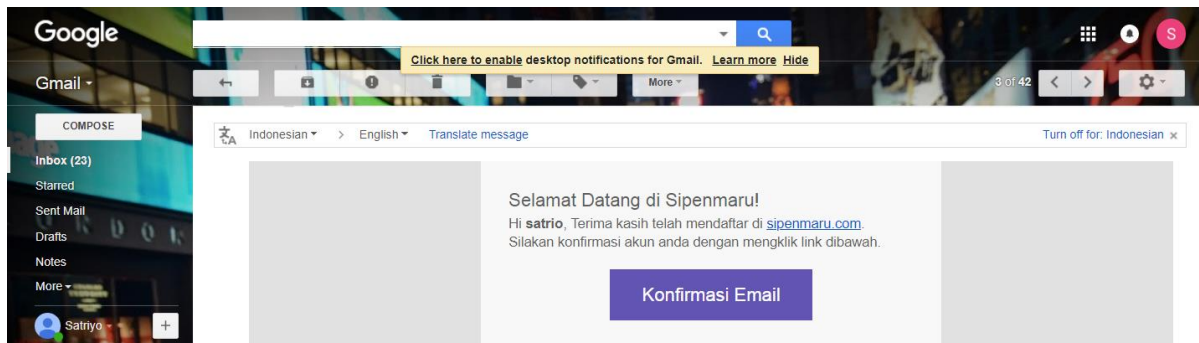 Google
Click here to enable desktop notifications for Gmail. Learn more Hide
Gmail
More
3 of 42
S
COMPOSE
Indonesian > English Translate message
Turn off for: Indonesian ×
Inbox (23)
Starred
Sent Mail
Drafts
Notes
More
Satriyo
+
Selamat Datang di Sipenmaru!
Hi satrio, Terima kasih telah mendaftar di sipenmaru.com.
Silakan konfirmasi akun anda dengan mengklik link dibawah.
Konfirmasi Email